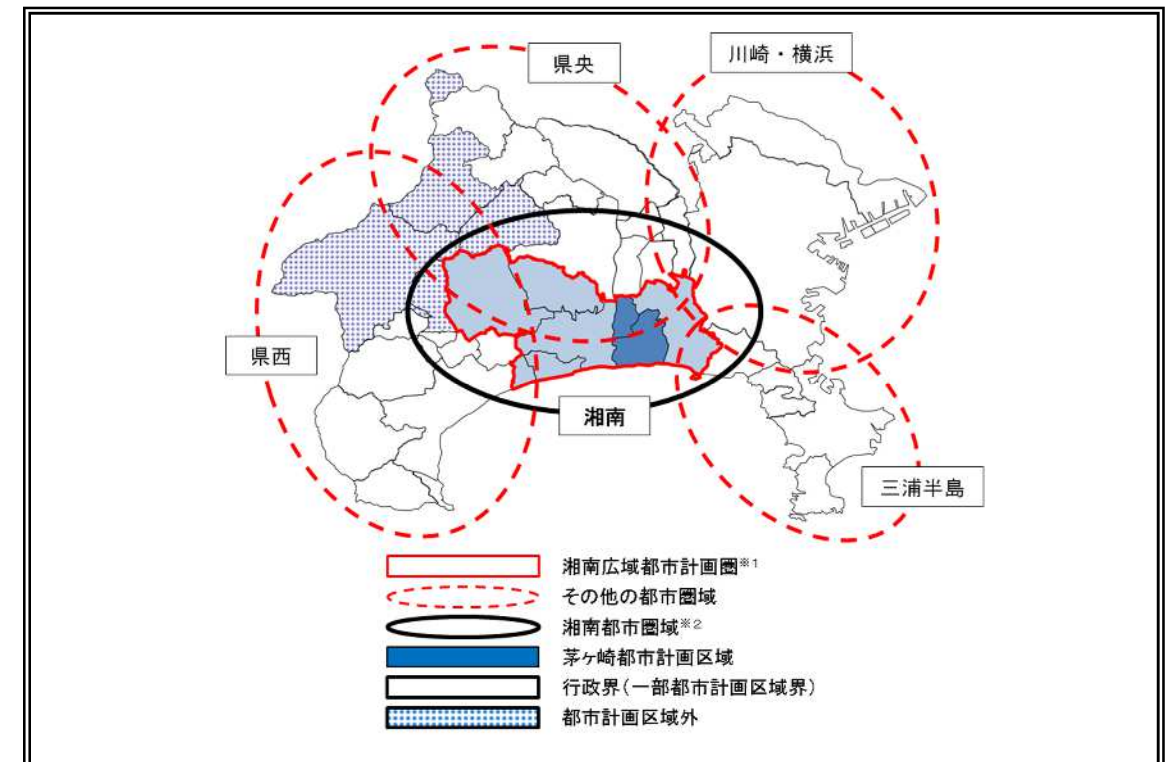 県央
川崎・横浜
県西
湘南
三浦半島
湘南広域都市計画圏※1
その他の都市圏域
湘南都市圏域※2
茅ヶ崎都市計画区域
行政界(一部都市計画区域界)
都市計画区域外